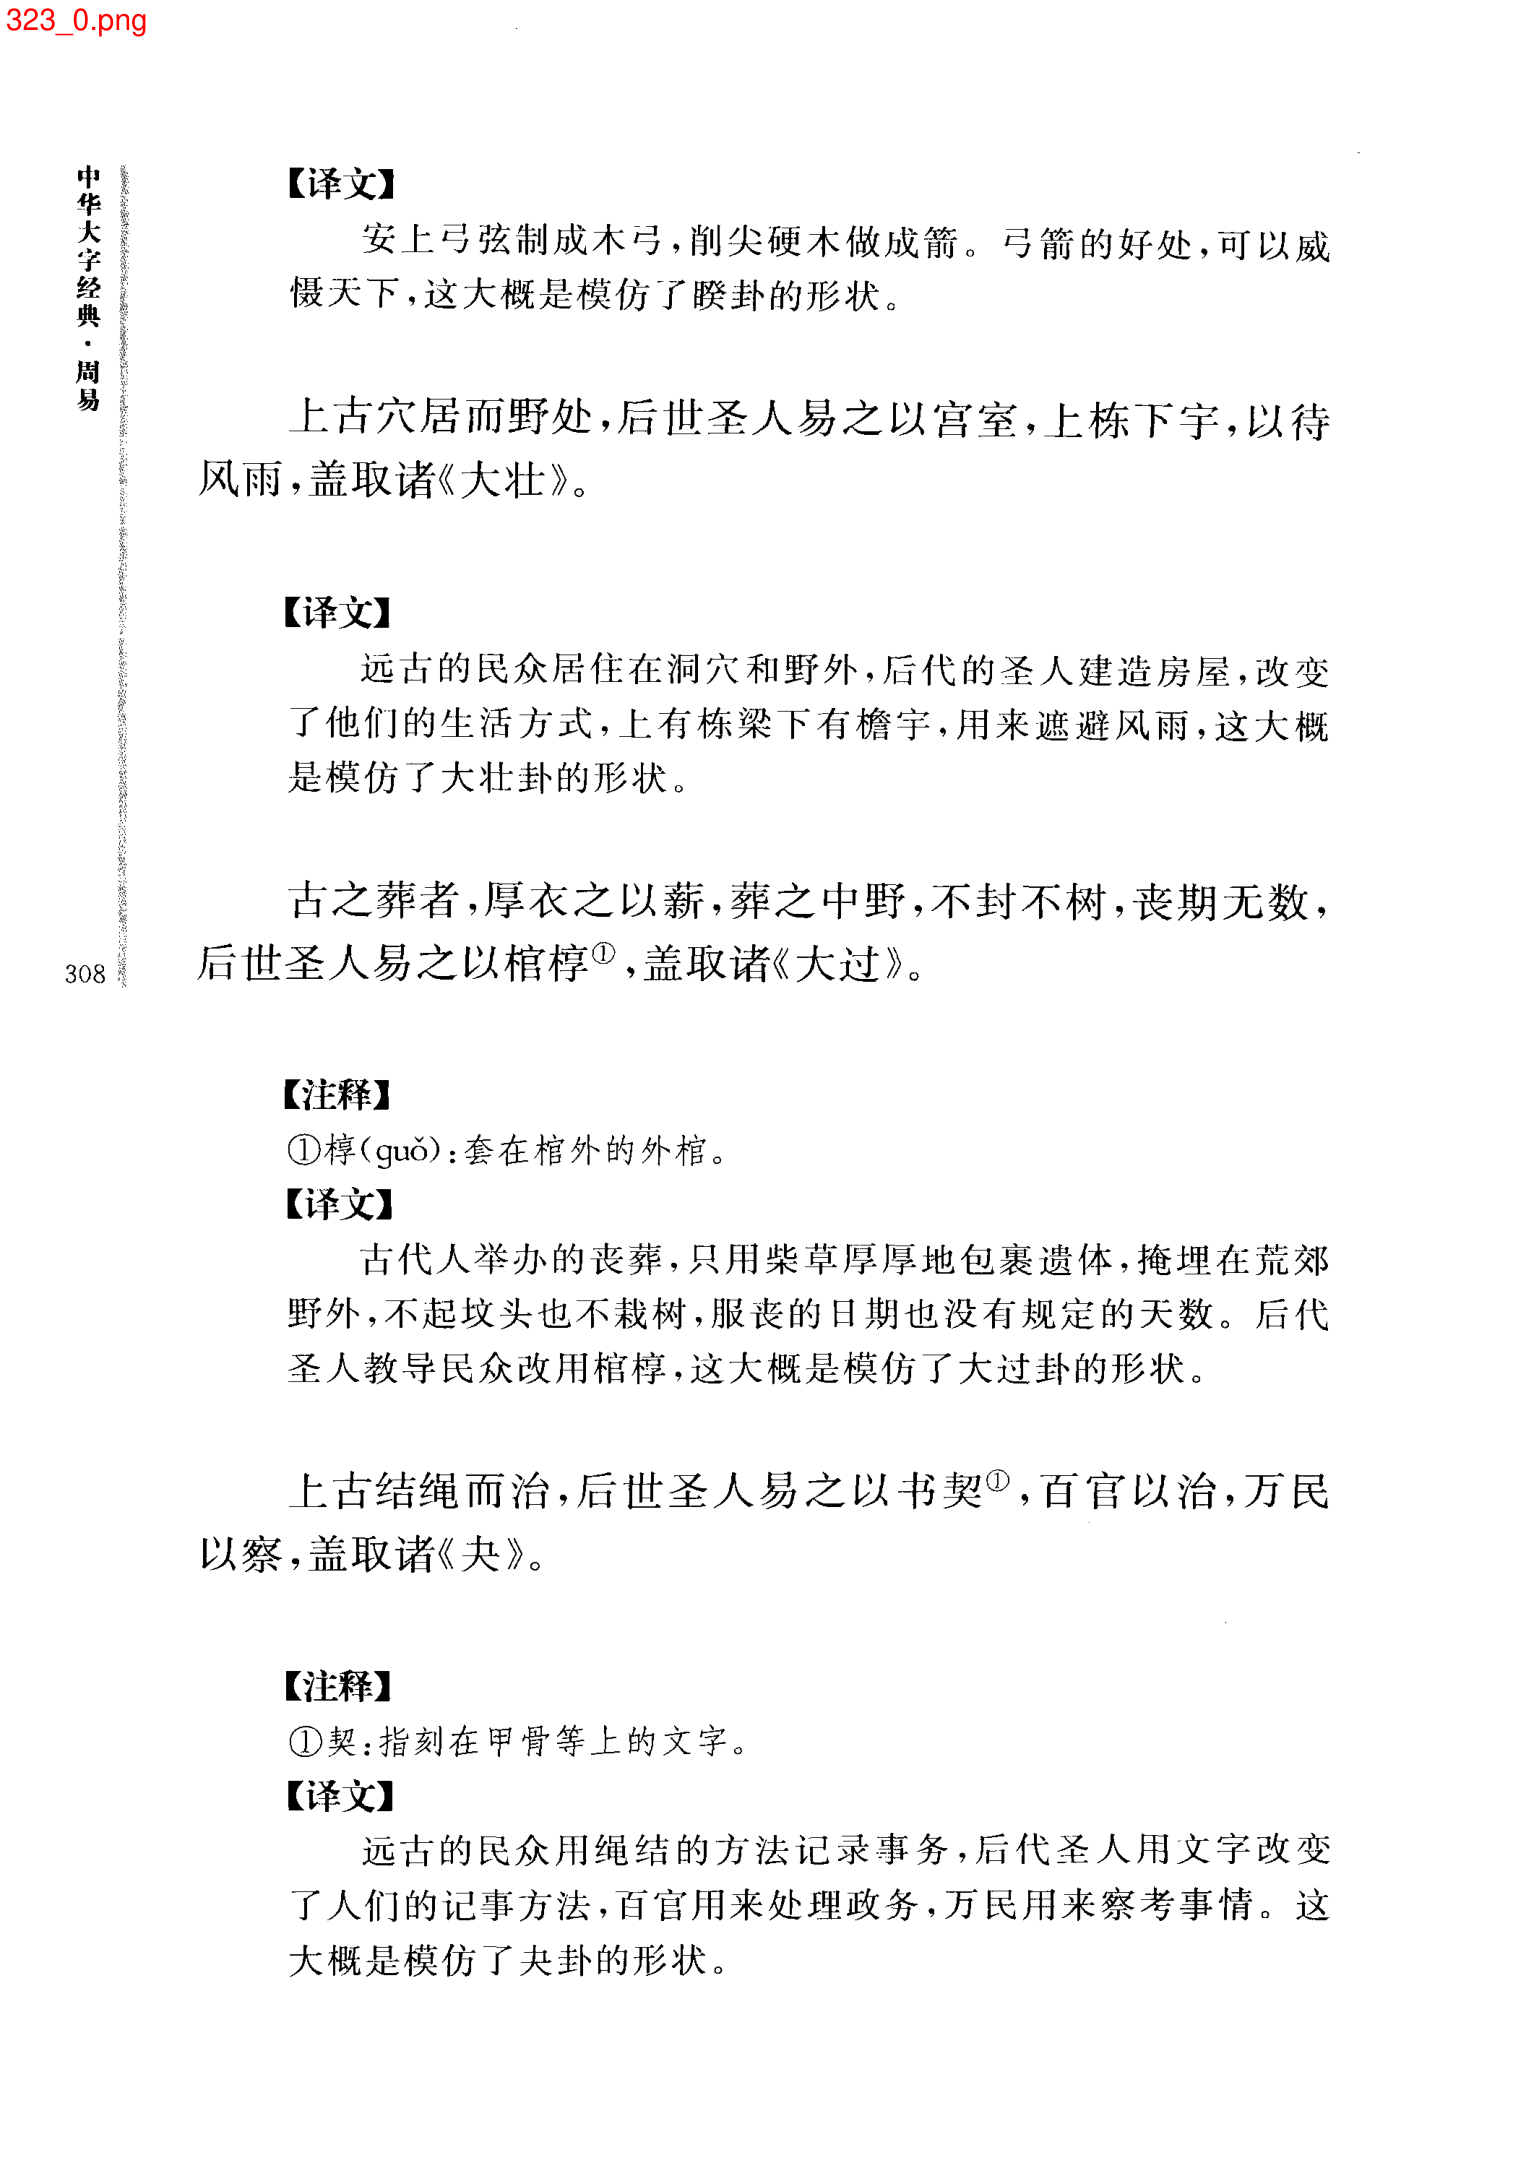 323_0.png
中华大字经典·周易
【译文】
安上弓弦制成木弓,削尖硬木做成箭。弓箭的好处,可以威
慑天下,这大概是模仿了睽卦的形状。
上古穴居而野处,后世圣人易之以宫室,上栋下宇,以待
风雨,盖取诸《大壮》。
【译文】
远古的民众居住在洞穴和野外,后代的圣人建造房屋,改变
了他们的生活方式,上有栋梁下有檐宇,用来遮避风雨,这大概
是模仿了大壮卦的形状。
古之葬者,厚衣之以薪,葬之中野,不封不树,丧期无数,
后世圣人易之以棺椁①,盖取诸《大过》。
308
【注释】
①椁(guǒ):套在棺外的外棺。
【译文】
古代人举办的丧葬,只用柴草厚厚地包裹遗体,掩埋在荒郊
野外,不起坟头也不栽树,服丧的日期也没有规定的天数。后代
圣人教导民众改用棺椁,这大概是模仿了大过卦的形状。
上古结绳而治,后世圣人易之以书契①,百官以治,万民
以察,盖取诸《夬》。
【注释】
①契:指刻在甲骨等上的文字。
【译文】
远古的民众用绳结的方法记录事务,后代圣人用文字改变
了人们的记事方法,百官用来处理政务,万民用来察考事情。这
大概是模仿了夬卦的形状。